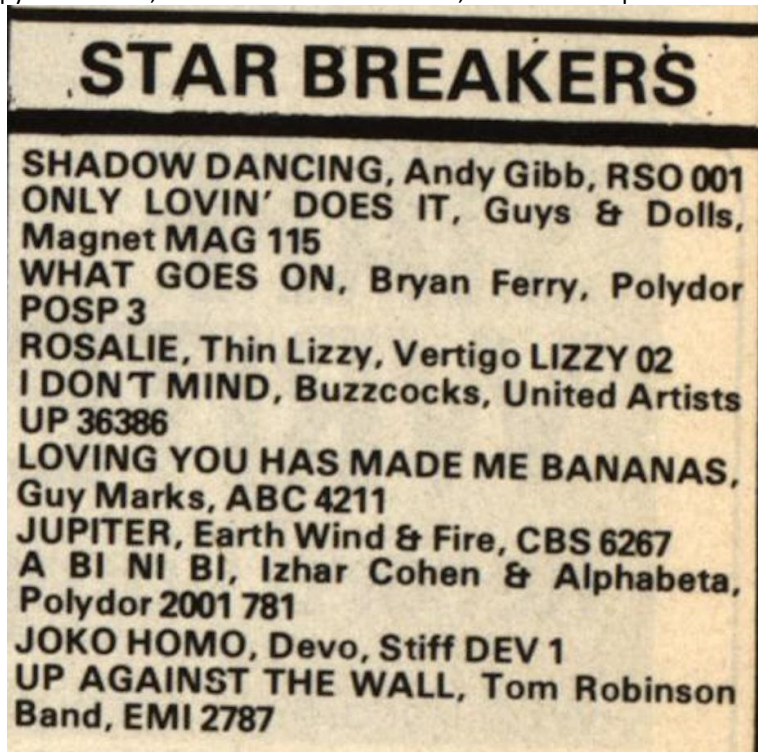 STAR BREAKERS
SHADOW DANCING, Andy Gibb, RSO 001
ONLY LOVIN' DOES IT, Guys & Dolls,
Magnet MAG 115
WHAT GOES ON, Bryan Ferry, Polydor
POSP 3
ROSALIE, Thin Lizzy, Vertigo LIZZY 02
I DON'T MIND, Buzzcocks, United Artists
UP 36386
LOVING YOU HAS MADE ME BANANAS,
Guy Marks, ABC 4211
JUPITER, Earth Wind & Fire, CBS 6267
A BI NI BI, Izhar Cohen & Alphabeta,
Polydor 2001 781
JOKO HOMO, Devo, Stiff DEV 1
UP AGAINST THE WALL, Tom Robinson
Band, EMI 2787